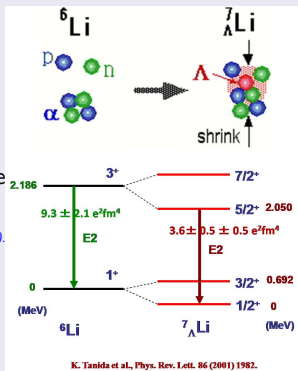 ⁶Li
⁷ΛLi
p
n
Λ
α
shrink
e
3⁺
7/2⁺
2.186
5/2⁺ 2.050
9.3 ± 2.1 e²fm⁴
3.6± 0.5 ± 0.5 e²fm⁴
).
E2
E2
1⁺
3/2⁺ 0.692
0
1/2⁺ 0
(MeV)
(MeV)
⁶Li
⁷ΛLi
K. Tanida et al., Phys. Rev. Lett. 86 (2001) 1982.